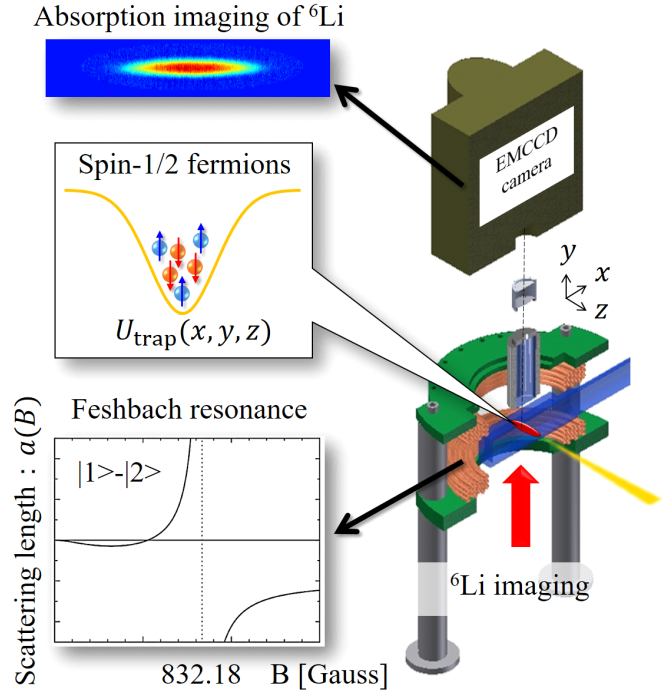 Absorption imaging of ⁶Li
EMCCD
camera
Spin-1/2 fermions
U_trap(x, y, z)
y
x
z
Feshbach resonance
Scattering length : a(B)
|1>-|2>
832.18
B [Gauss]
⁶Li imaging